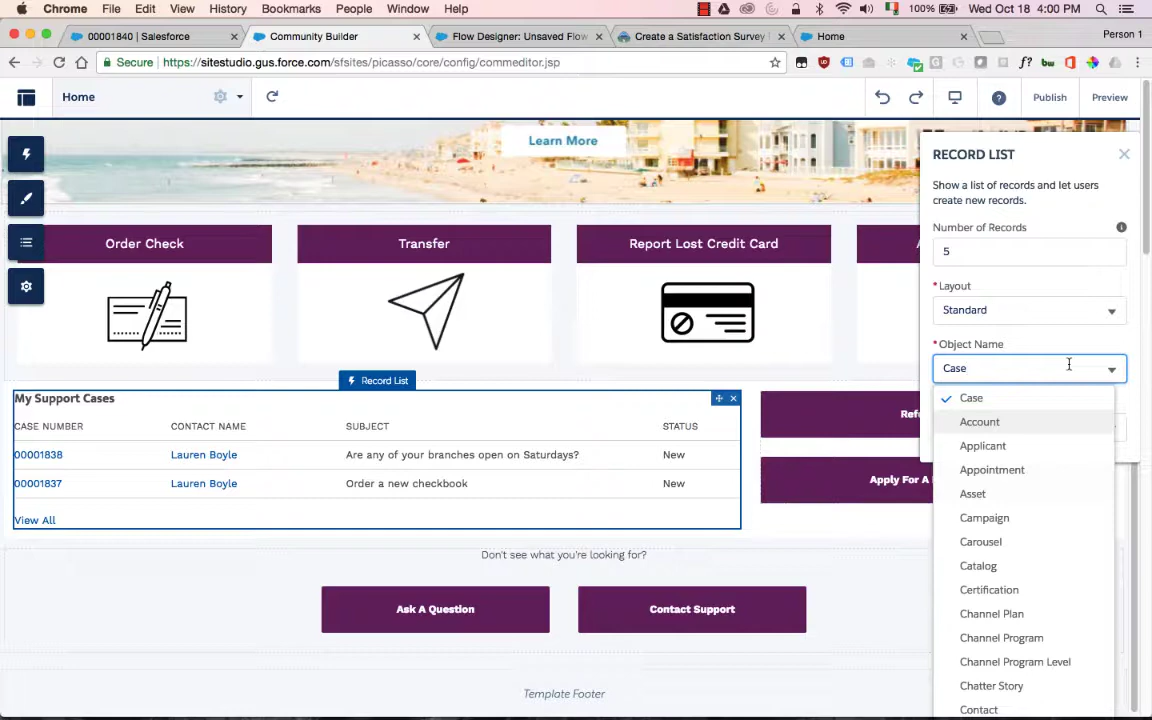 Chrome File Edit View History Bookmarks People Window Help 100% Wed Oct 18 4:00 PM
00001840 | Salesforce Community Builder Flow Designer: Unsaved Flow Create a Satisfaction Survey Home Person 1
Secure https://sitestudio.gus.force.com/sfsites/picasso/core/config/commeditor.jsp
Home Publish Preview
Learn More
RECORD LIST
Show a list of records and let users
create new records.
Number of Records
5
*Layout
Standard
*Object Name
Case
Case
Account
Applicant
Appointment
Asset
Campaign
Carousel
Catalog
Certification
Channel Plan
Channel Program
Channel Program Level
Chatter Story
Contact
Order Check Transfer Report Lost Credit Card
Record List
My Support Cases
CASE NUMBER CONTACT NAME SUBJECT STATUS
00001838 Lauren Boyle Are any of your branches open on Saturdays? New
00001837 Lauren Boyle Order a new checkbook New
View All
Apply For A
Don't see what you're looking for?
Ask A Question Contact Support
Template Footer